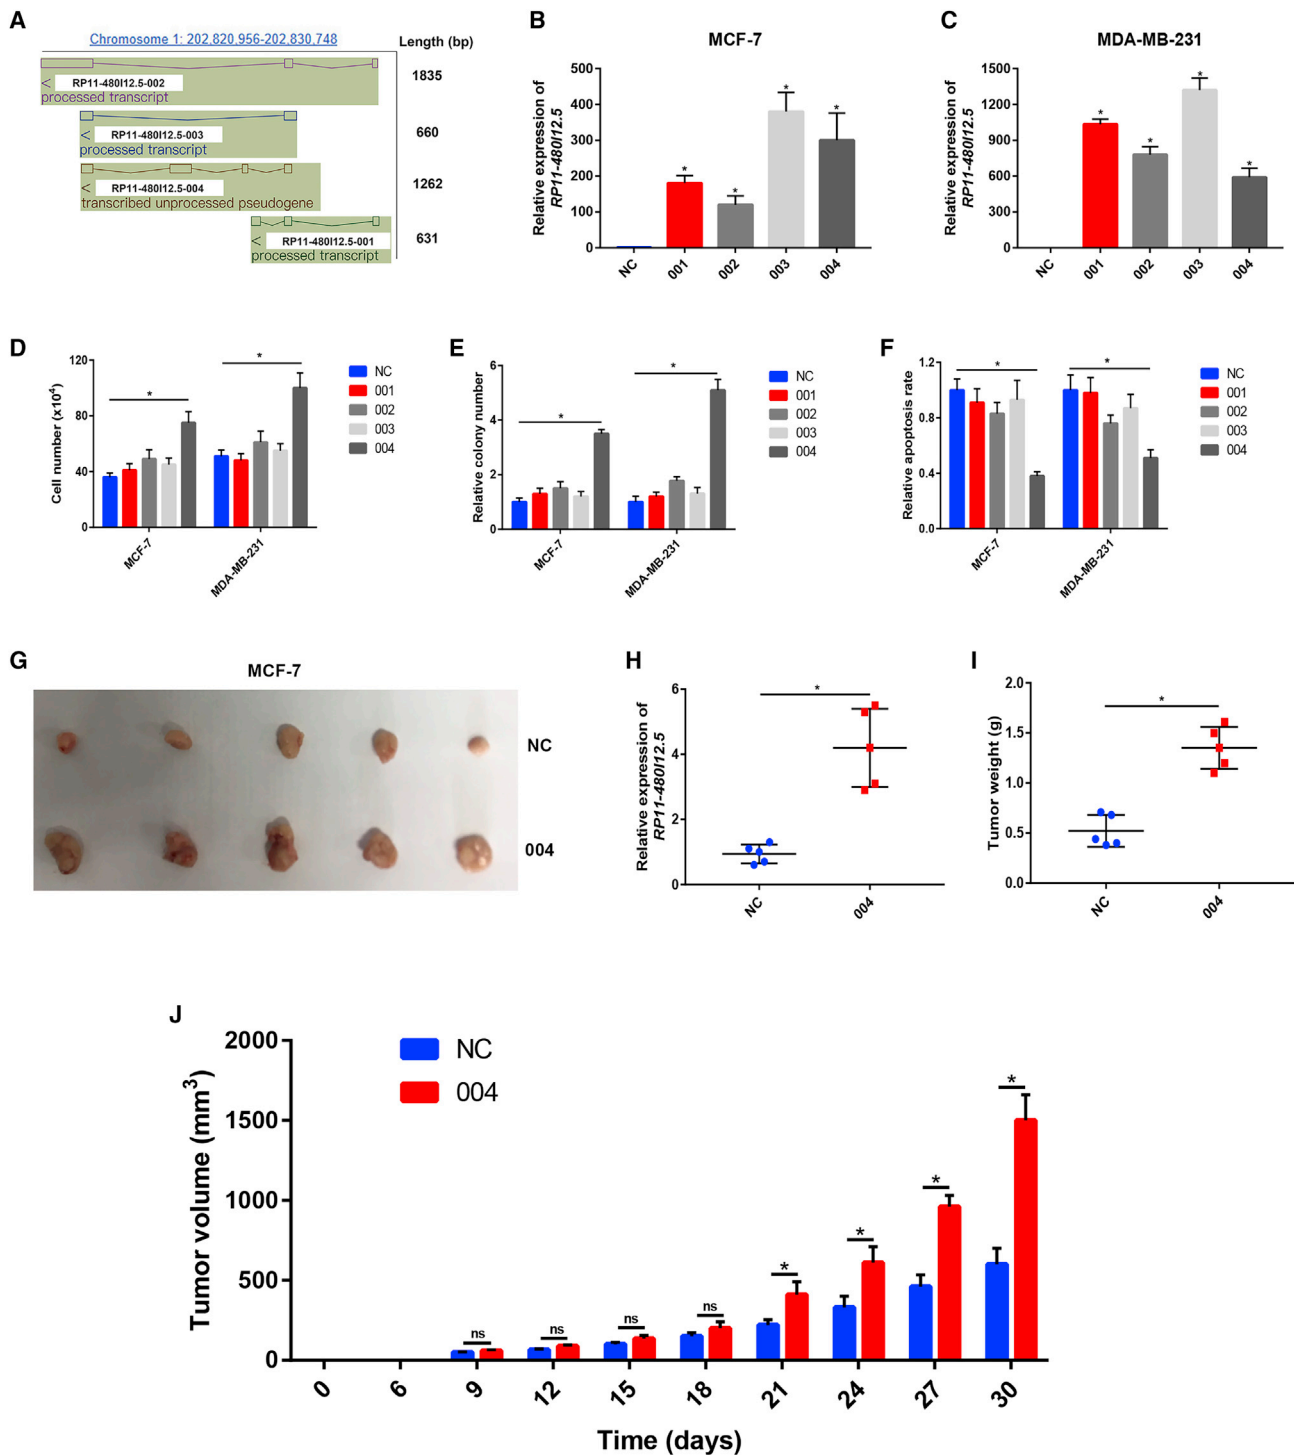 A
Chromosome 1: 202,820,956-202,830,748
Length (bp)
< RP11-480I12.5-002
processed transcript
1835
< RP11-480I12.5-003
processed transcript
660
< RP11-480I12.5-004
transcribed unprocessed pseudogene
1262
< RP11-480I12.5-001
processed transcript
631
B
MCF-7
Relative expression of
RP11-480I12.5
500
400
300
200
100
0
* * * *
NC 001 002 003 004
C
MDA-MB-231
Relative expression of
RP11-480I12.5
1500
1200
900
600
300
0
* * * *
NC 001 002 003 004
D
Cell number (x10⁴)
120
80
40
0
* *
MCF-7 MDA-MB-231
NC
001
002
003
004
E
Relative colony number
6
4
2
0
* *
MCF-7 MDA-MB-231
NC
001
002
003
004
F
Relative apoptosis rate
1.2
0.8
0.4
0.0
* *
MCF-7 MDA-MB-231
NC
001
002
003
004
G
MCF-7
NC
004
H
Relative expression of
RP11-480I12.5
6
4
2
0
*
NC 004
I
Tumor weight (g)
2.0
1.5
1.0
0.5
0.0
*
NC 004
J
Tumor volume (mm³)
2000
1500
1000
500
0
NC
004
ns ns ns ns * * * *
0 6 9 12 15 18 21 24 27 30
Time (days)